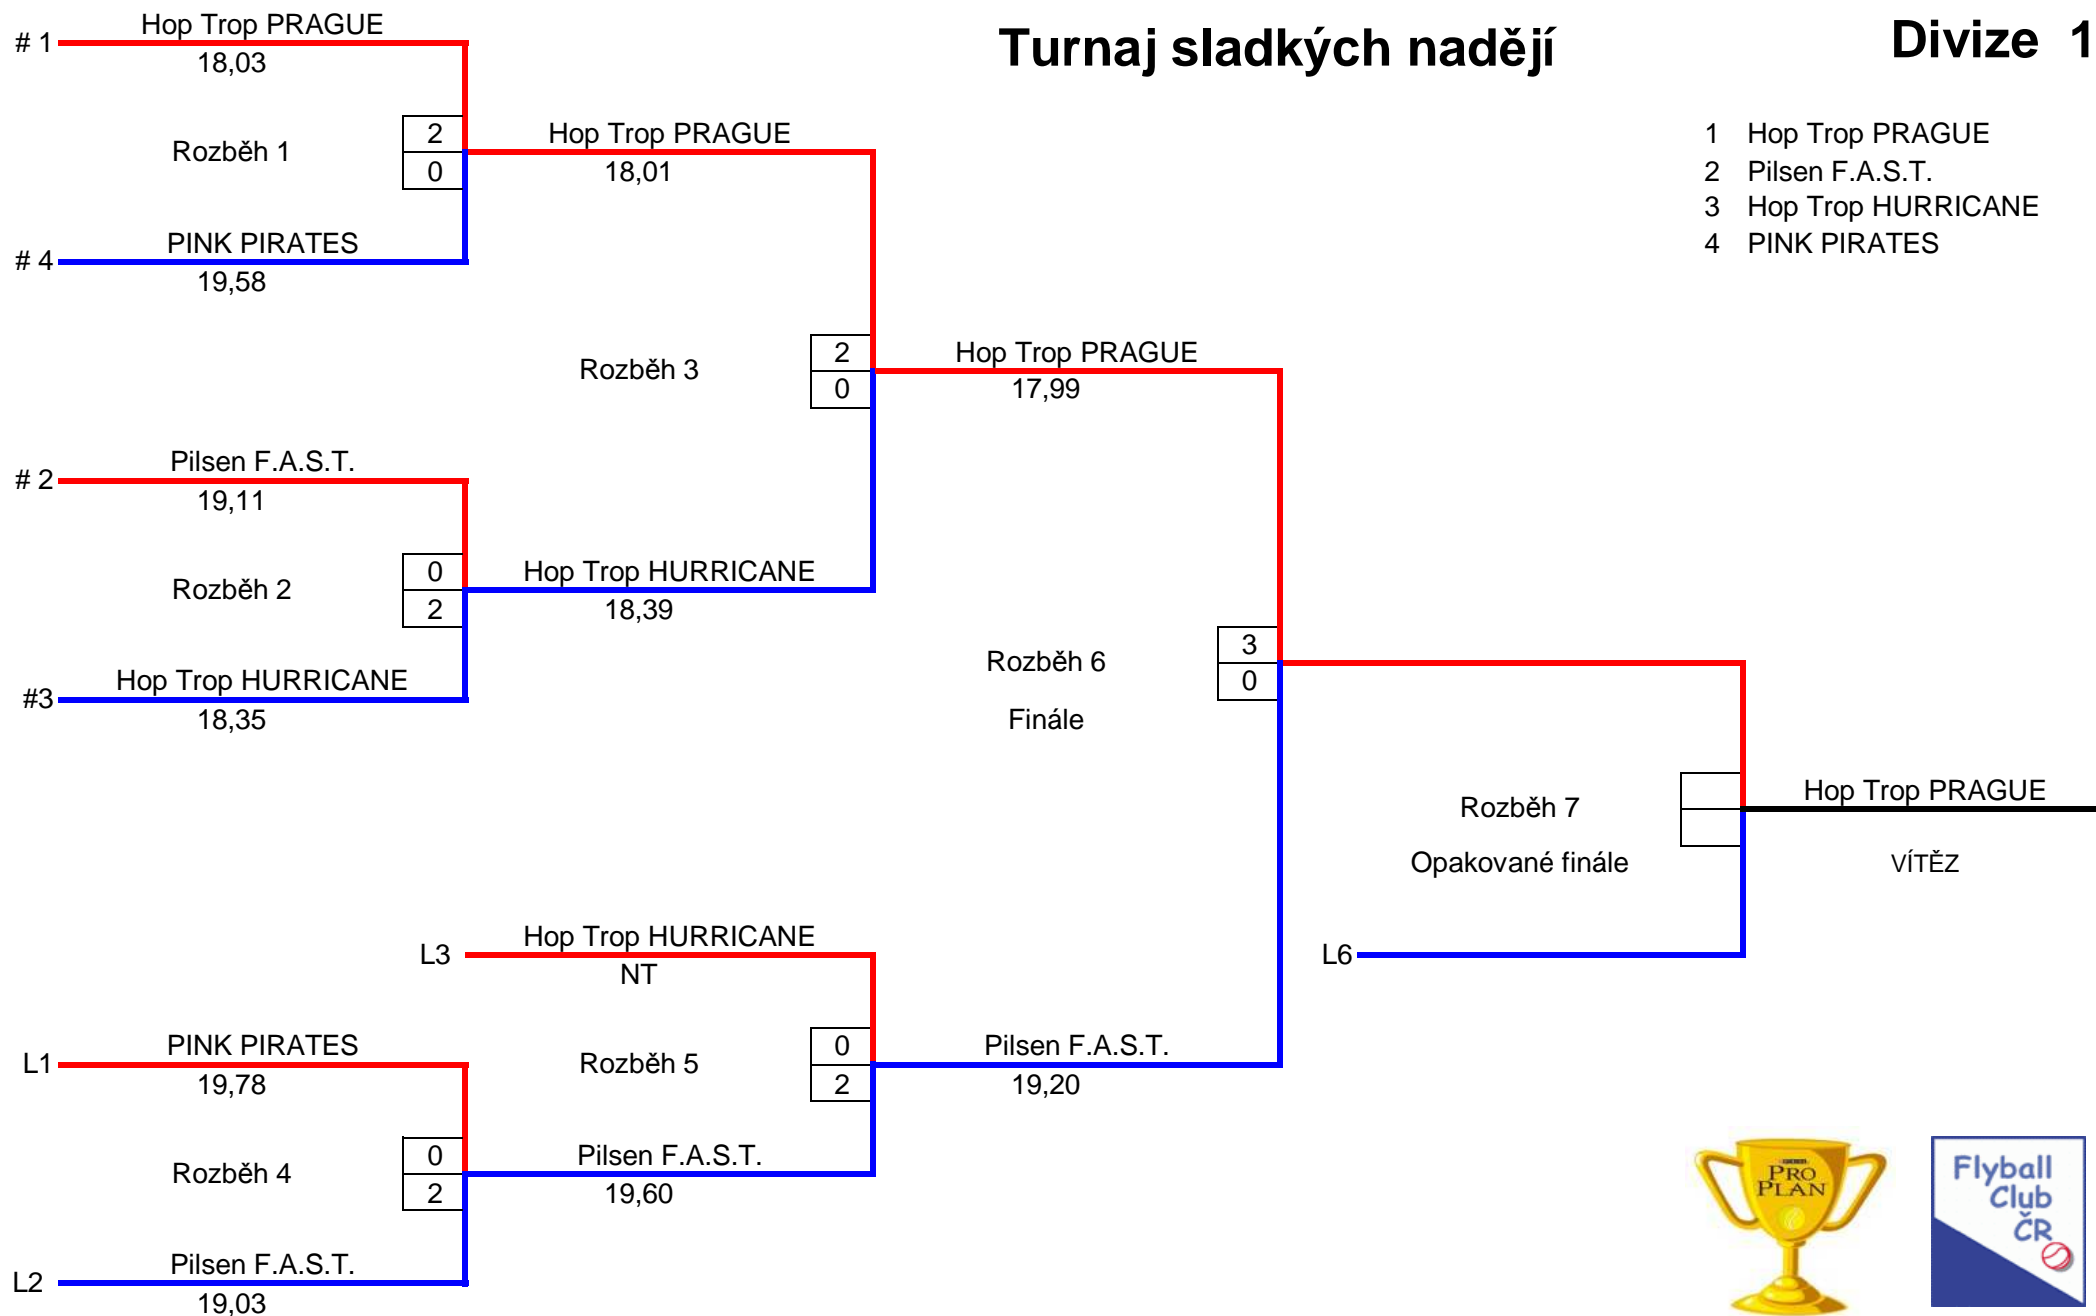 Turnaj sladkých nadějí
Divize 1
1 Hop Trop PRAGUE
2 Pilsen F.A.S.T.
3 Hop Trop HURRICANE
4 PINK PIRATES
# 1
Hop Trop PRAGUE
18,03
Rozběh 1
2
0
# 4
PINK PIRATES
19,58
Hop Trop PRAGUE
18,01
# 2
Pilsen F.A.S.T.
19,11
Rozběh 2
0
2
#3
Hop Trop HURRICANE
18,35
Hop Trop HURRICANE
18,39
Rozběh 3
2
0
Hop Trop PRAGUE
17,99
Rozběh 6
Finále
3
0
Rozběh 7
Opakované finále
Hop Trop PRAGUE
VÍTĚZ
L6
L3
Hop Trop HURRICANE
NT
Rozběh 5
0
2
Pilsen F.A.S.T.
19,20
L1
PINK PIRATES
19,78
Rozběh 4
0
2
Pilsen F.A.S.T.
19,60
L2
Pilsen F.A.S.T.
19,03
PRO
PLAN
Flyball
Club
ČR